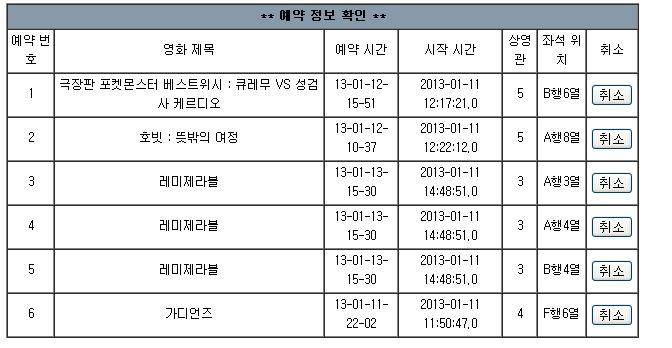 ** 예약 정보 확인 **
예약 번호 영화 제목 예약 시간 시작 시간 상영관 좌석 위치 취소
1 극장판 포켓몬스터 베스트위시 : 큐레무 VS 성검사 케르디오 13-01-12-15-51 2013-01-11 12:17:21.0 5 B행6열 취소
2 호빗 : 뜻밖의 여정 13-01-12-10-37 2013-01-11 12:22:12.0 5 A행8열 취소
3 레미제라블 13-01-13-15-30 2013-01-11 14:48:51.0 3 A행3열 취소
4 레미제라블 13-01-13-15-30 2013-01-11 14:48:51.0 3 A행4열 취소
5 레미제라블 13-01-13-15-30 2013-01-11 14:48:51.0 3 B행4열 취소
6 가디언즈 13-01-11-22-02 2013-01-11 11:50:47.0 4 F행6열 취소